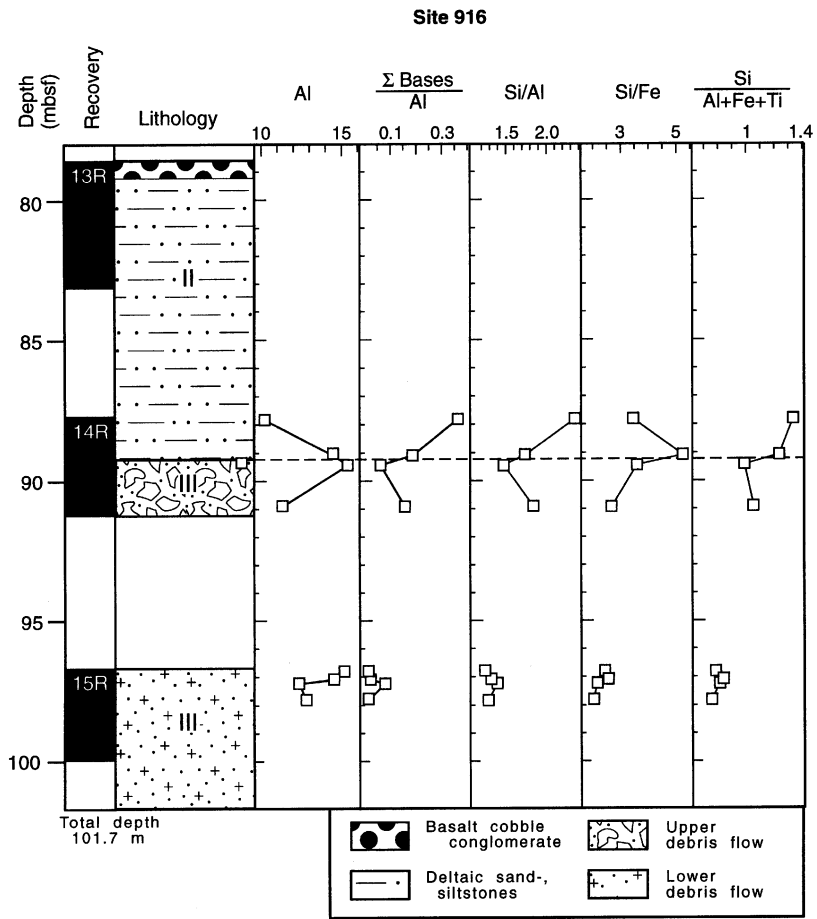 Site 916
Depth (mbsf)
Recovery
Lithology
Al
Σ Bases
Al
Si/Al
Si/Fe
Si
Al+Fe+Ti
10 15 0.1 0.3 1.5 2.0 3 5 1 1.4
13R
80
II
85
14R
90
III
95
15R
III
100
Total depth
101.7 m
Basalt cobble
conglomerate
Upper
debris flow
Deltaic sand-,
siltstones
Lower
debris flow